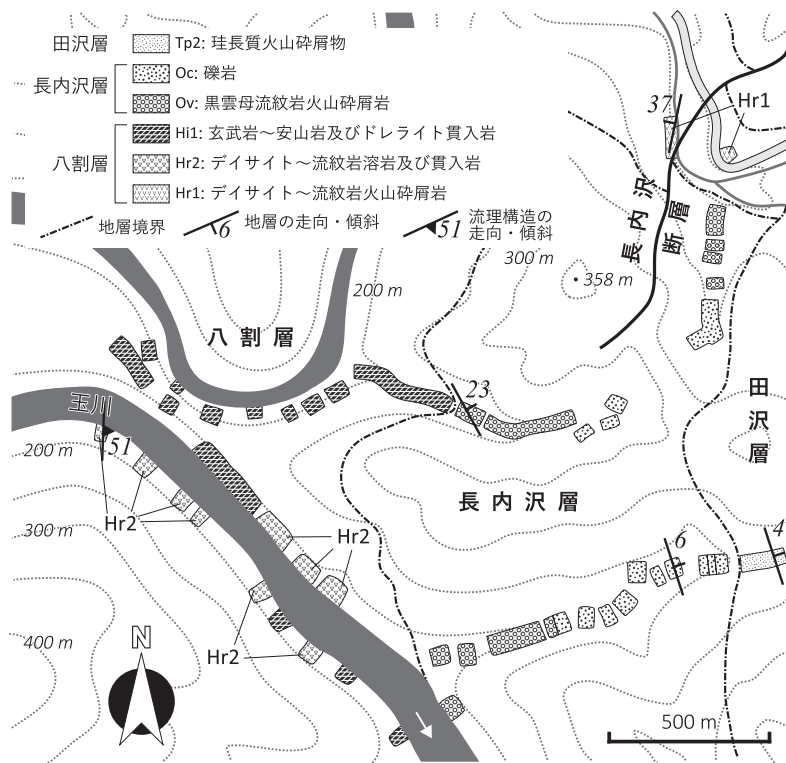 田沢層
Tp2: 珪長質火山砕屑物
長内沢層
Oc: 礫岩
Ov: 黒雲母流紋岩火山砕屑岩
八割層
Hi1: 玄武岩～安山岩及びドレライト貫入岩
Hr2: デイサイト～流紋岩溶岩及び貫入岩
Hr1: デイサイト～流紋岩火山砕屑岩
地層境界
6
地層の走向・傾斜
51
流理構造の
走向・傾斜
37
Hr1
長内沢
断層
300 m
358 m
200 m
八割層
23
田沢層
玉川
51
200 m
長内沢層
Hr2
300 m
Hr2
6
4
400 m
Hr2
N
500 m